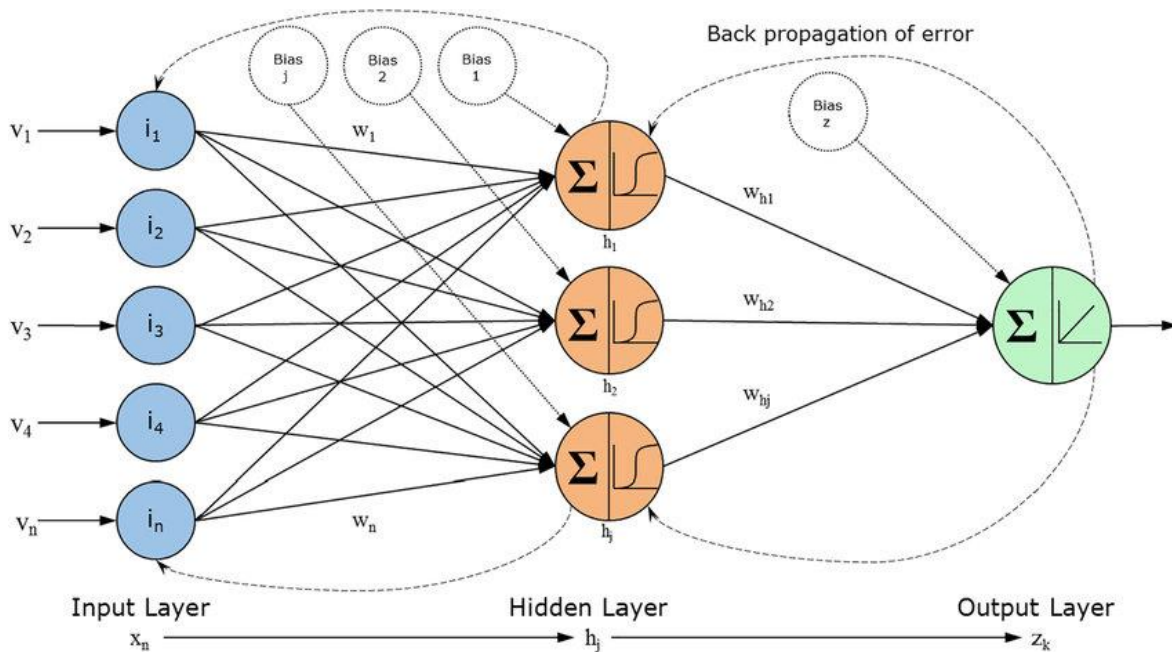 Back propagation of error
Bias
j
Bias
2
Bias
1
Bias
z
v1
i1
w1
Σ
h1
wh1
v2
i2
v3
i3
Σ
h2
wh2
Σ
v4
i4
Σ
hj
whj
vn
in
wn
Input Layer
Hidden Layer
Output Layer
xn
hj
zk